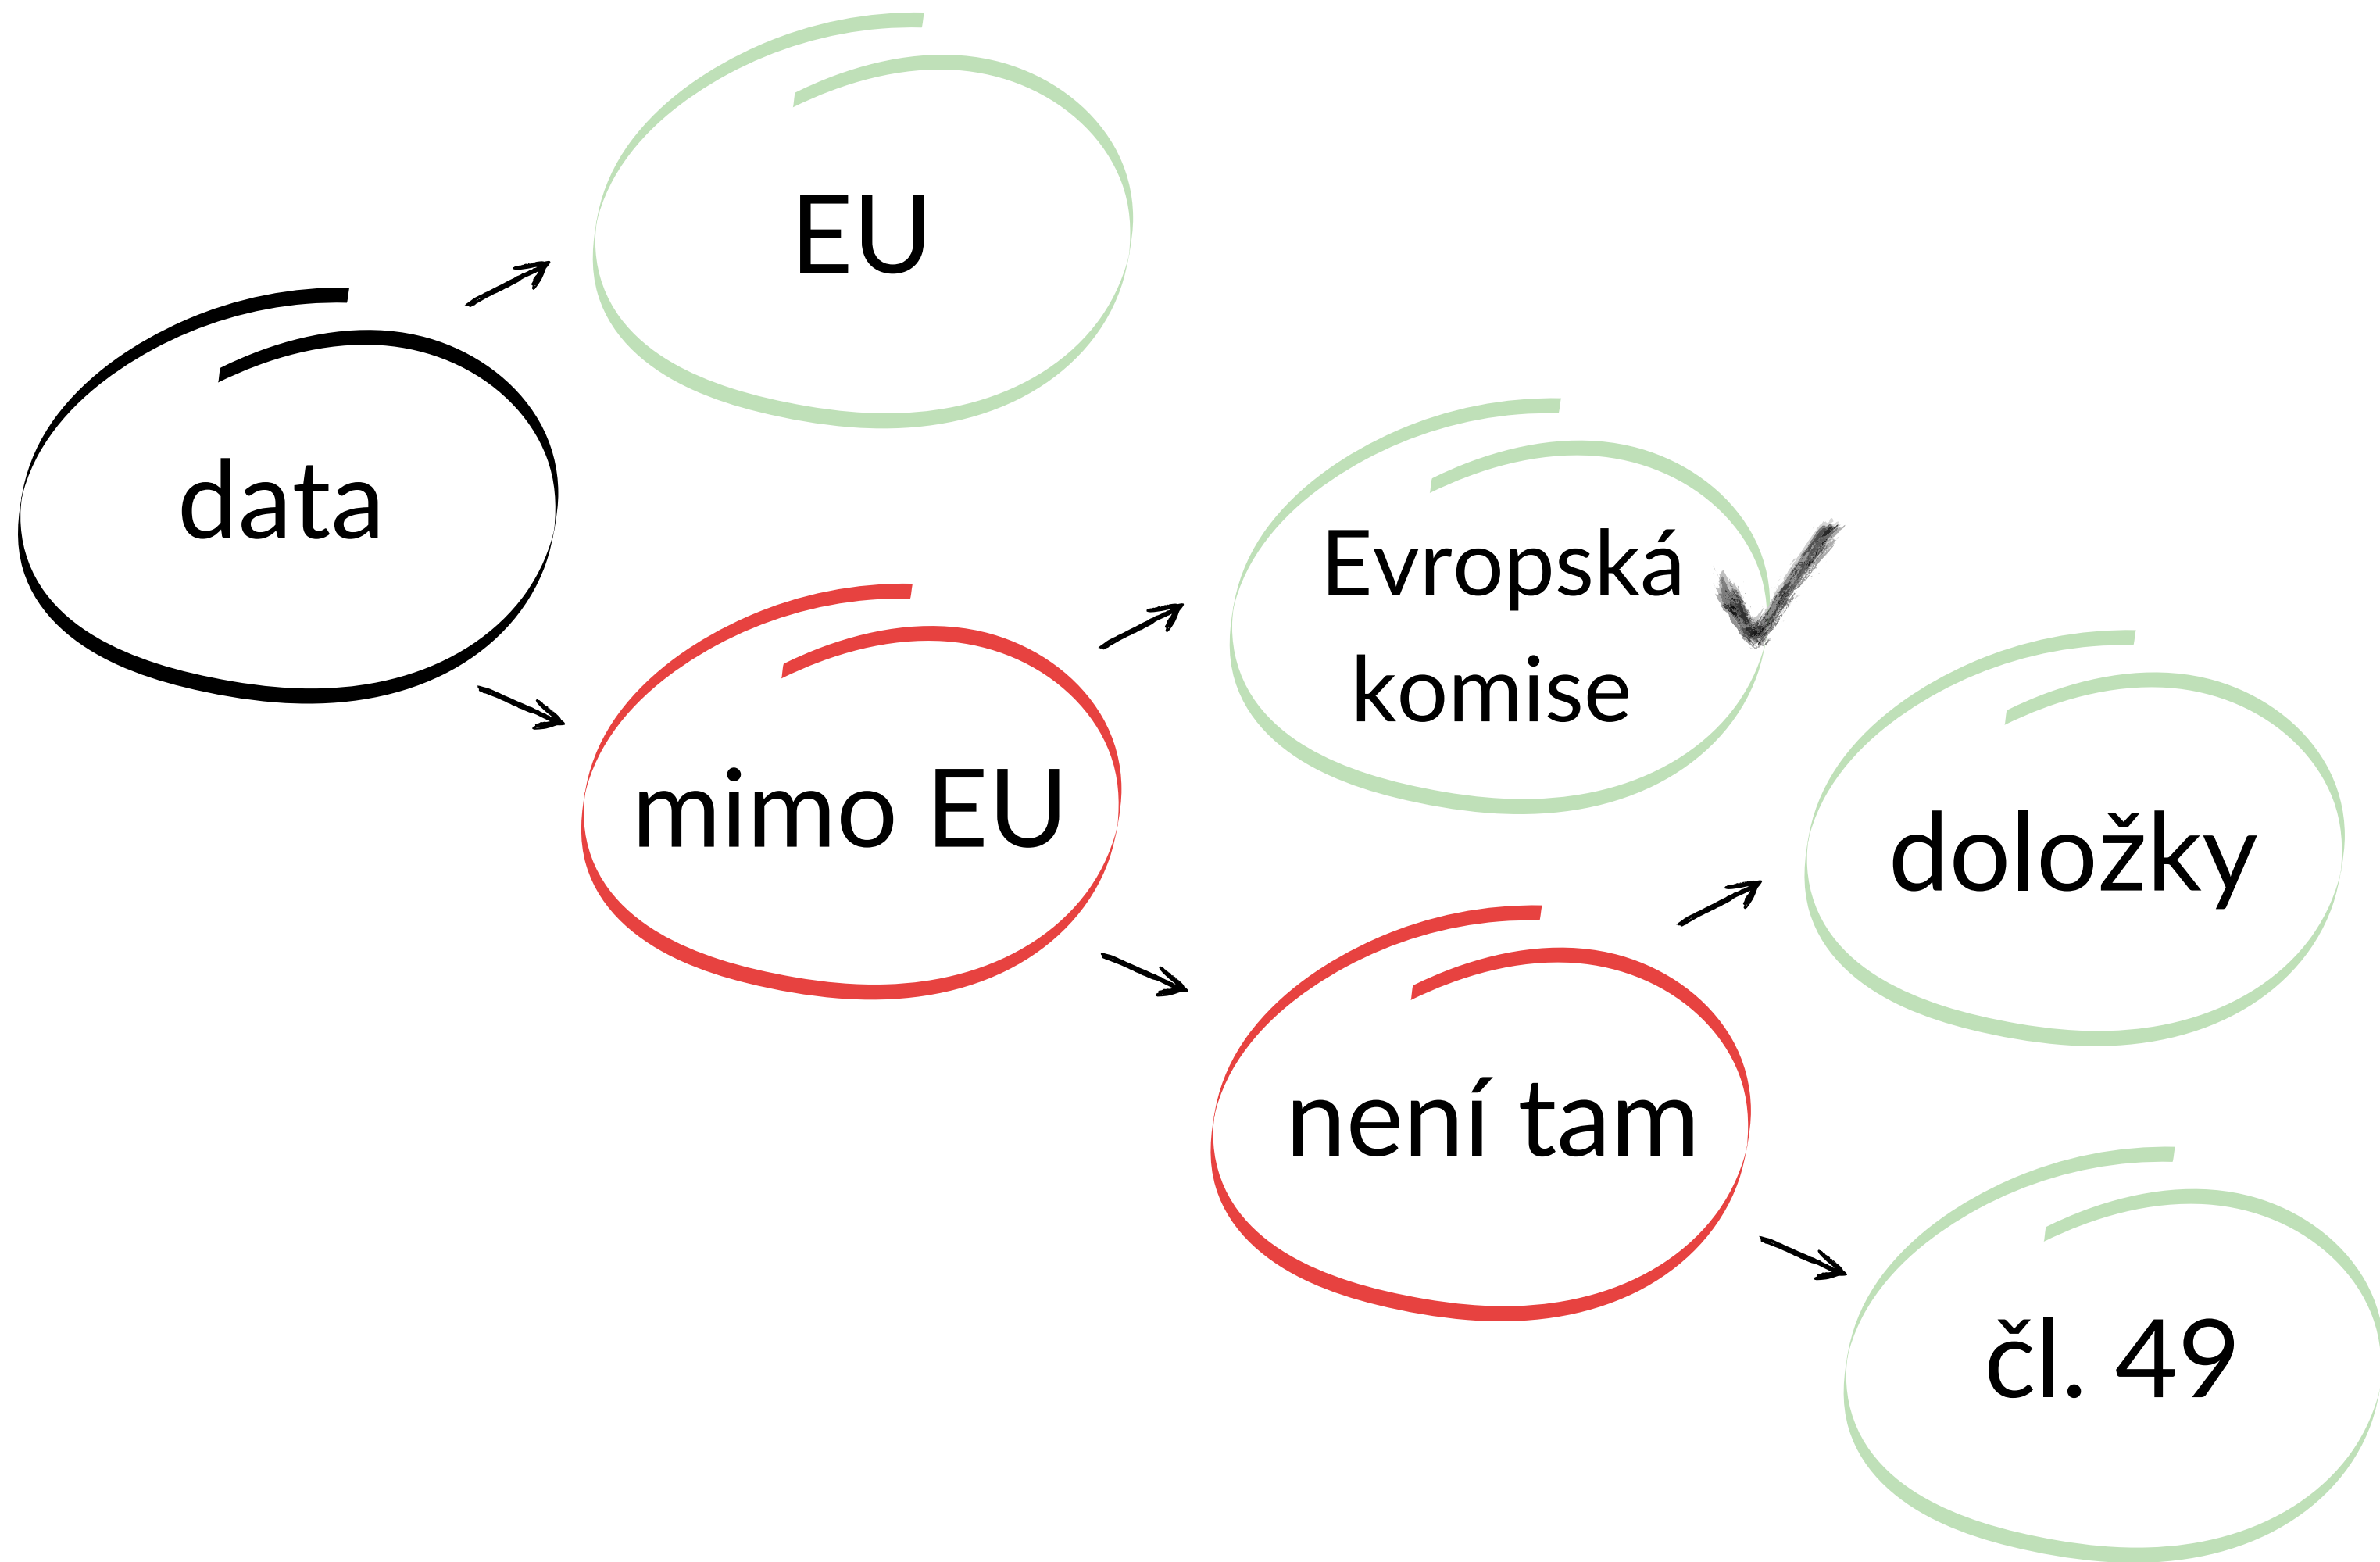 EU
data
Evropská
komise
mimo EU
doložky
není tam
čl. 49